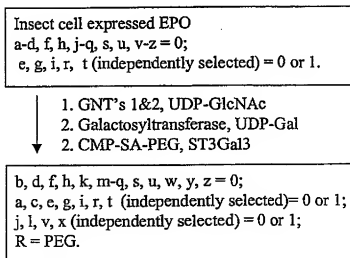 Insect cell expressed EPO
a-d, f, h, j-q, s, u, v-z = 0;
e, g, i, r, t (independently selected) = 0 or 1.
1. GNT's 1&2, UDP-GlcNAc
2. Galactosyltransferase, UDP-Gal
2. CMP-SA-PEG, ST3Gal3
b, d, f, h, k, m-q, s, u, w, y, z = 0;
a, c, e, g, i, r, t (independently selected)= 0 or 1;
j, l, v, x (independently selected) = 0 or 1;
R = PEG.